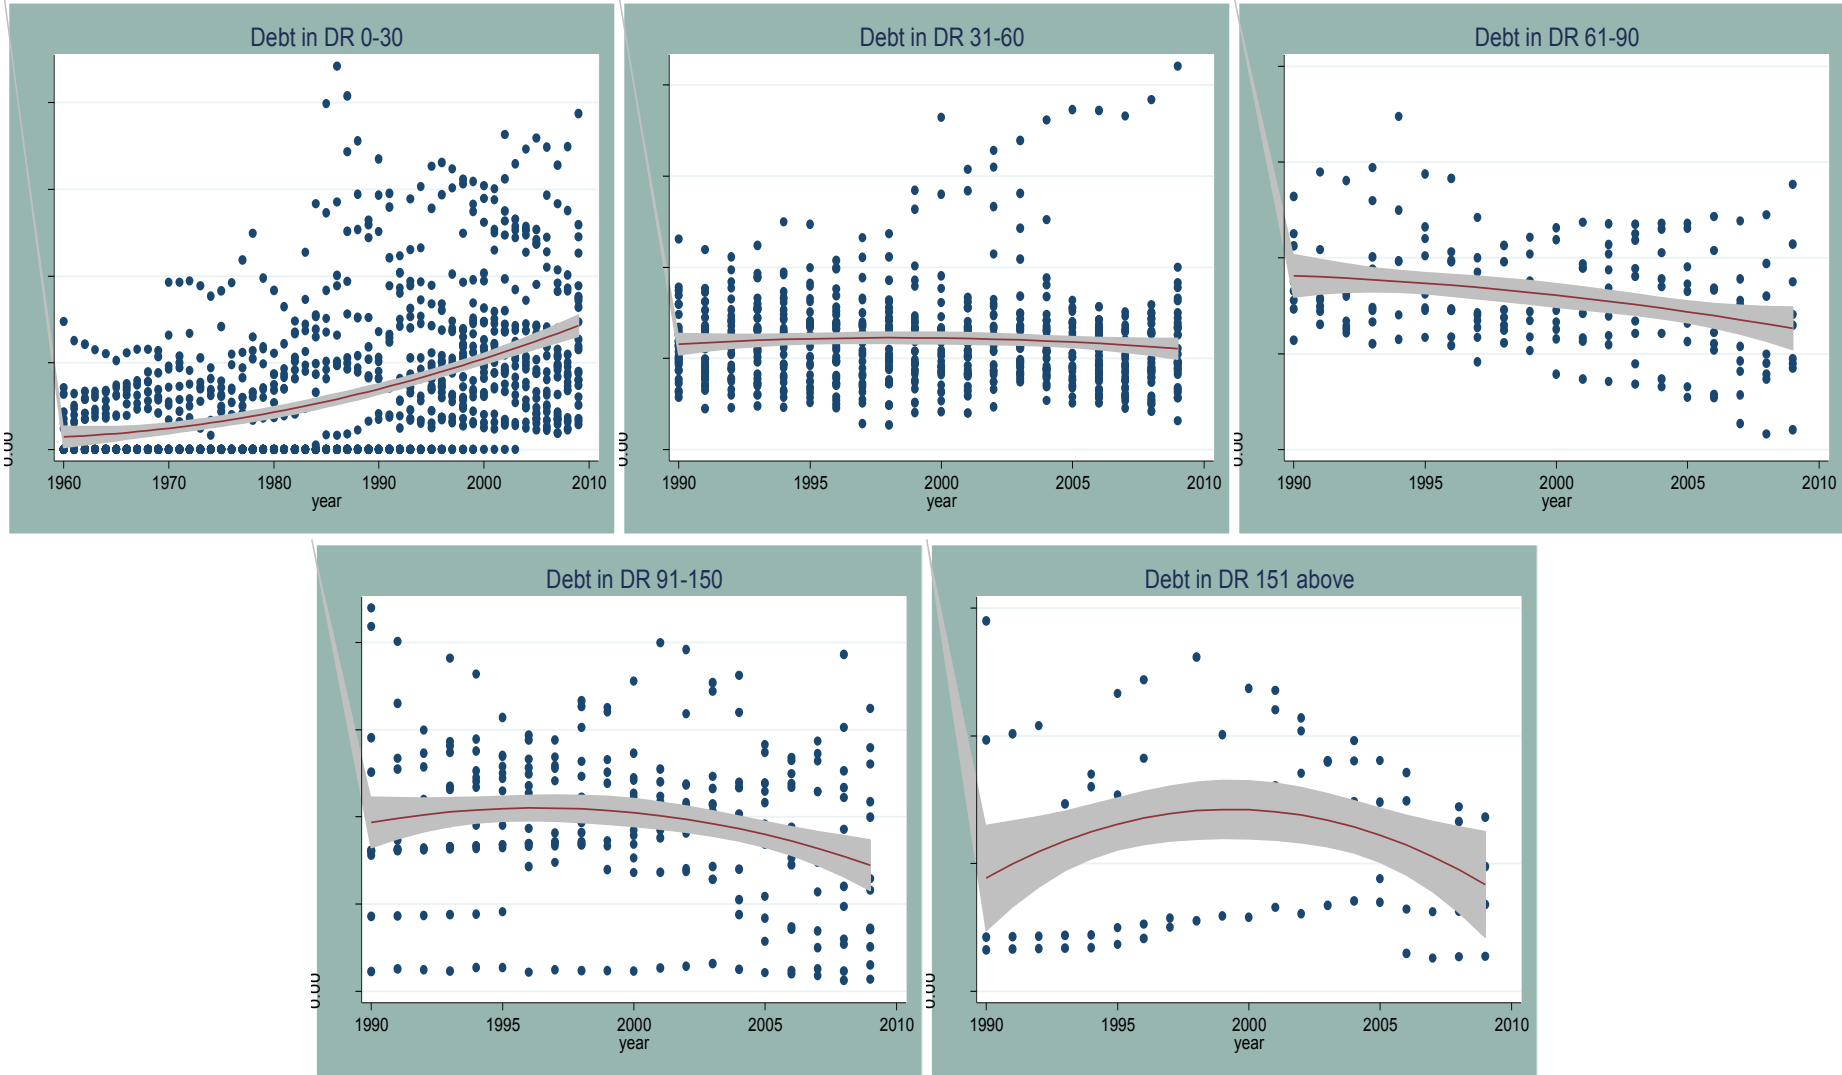 Debt in DR 0-30
Debt in DR 31-60
Debt in DR 61-90
1960 1970 1980 1990 2000 2010
year
1990 1995 2000 2005 2010
year
1990 1995 2000 2005 2010
year
Debt in DR 91-150
Debt in DR 151 above
1990 1995 2000 2005 2010
year
1990 1995 2000 2005 2010
year